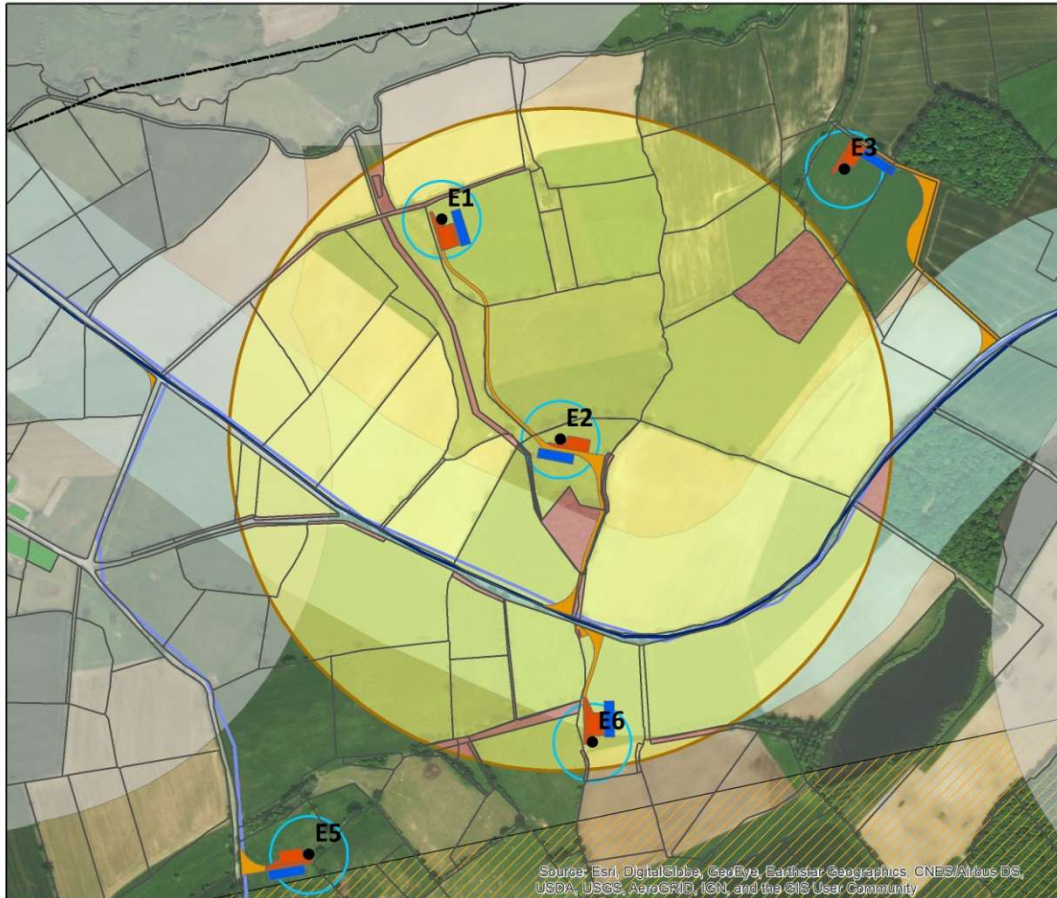 E3
E1
E2
E6
E5
Source: Esri, DigitalGlobe, GeoEye, Earthstar Geographics, CNES/Airbus DS,
USDA, USGS, AeroGRID, IGN, and the GIS User Community